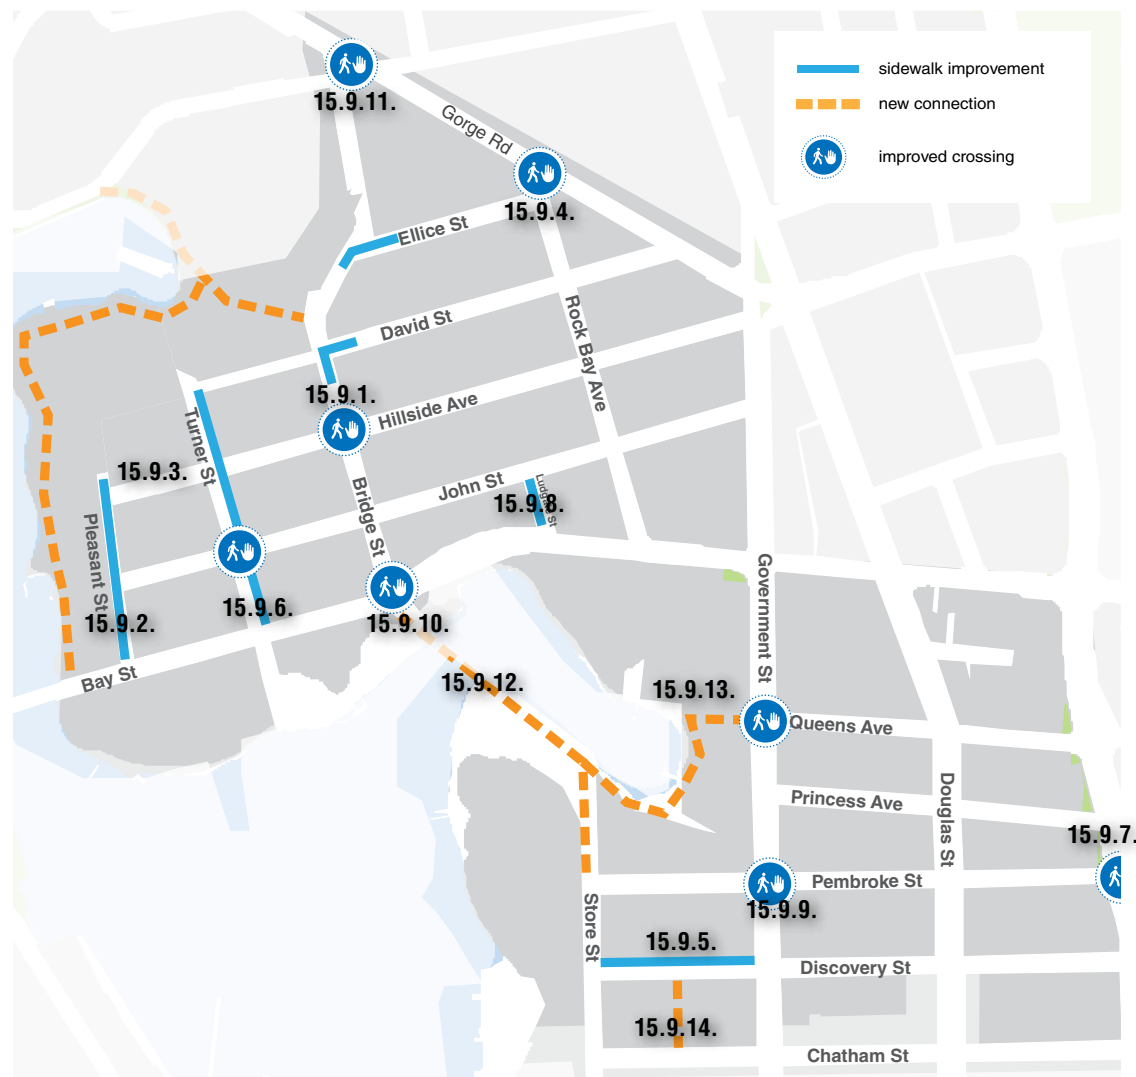 sidewalk improvement
new connection
improved crossing
15.9.11.
Gorge Rd
15.9.4.
Ellice St
David St
Rock Bay Ave
15.9.1.
Hillside Ave
Turner St
15.9.3.
John St
Ludgate St
15.9.8.
Bridge St
Pleasant St
15.9.2.
15.9.6.
15.9.10.
Government St
Bay St
15.9.12.
15.9.13.
Queens Ave
Princess Ave
Douglas St
15.9.7.
Pembroke St
15.9.9.
Store St
15.9.5.
Discovery St
15.9.14.
Chatham St